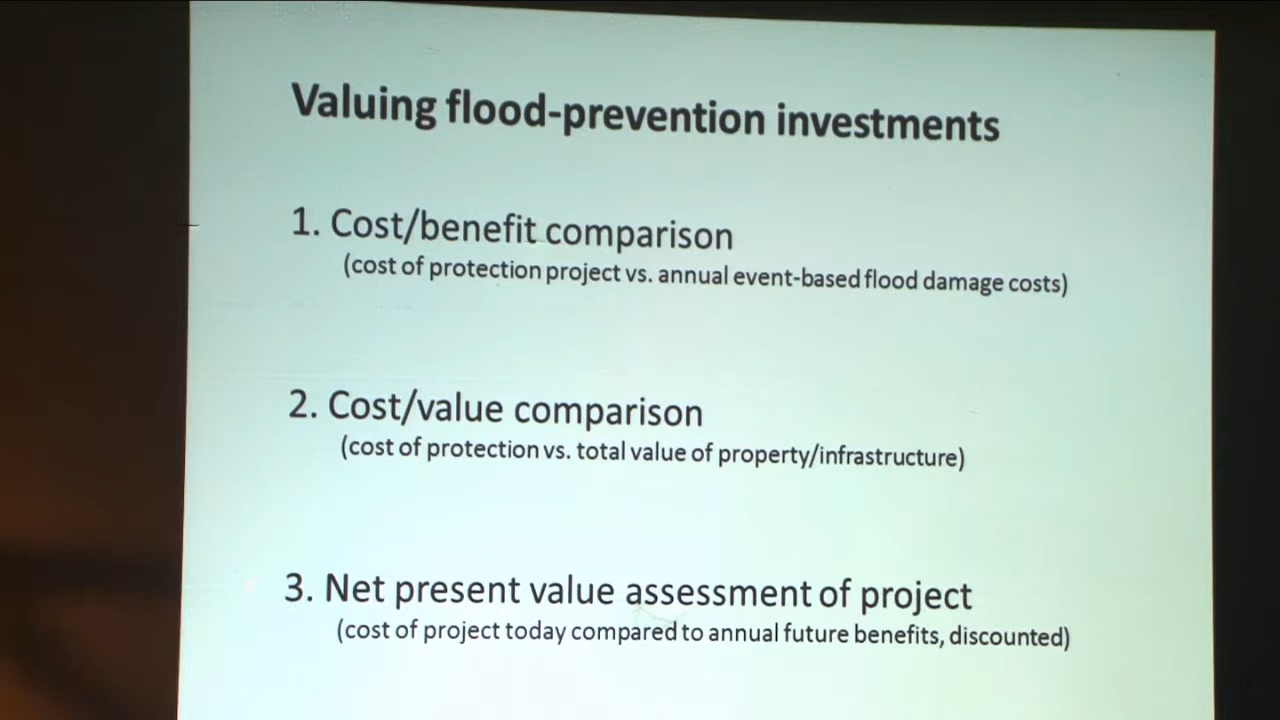 Valuing flood-prevention investments
1. Cost/benefit comparison
(cost of protection project vs. annual event-based flood damage costs)
2. Cost/value comparison
(cost of protection vs. total value of property/infrastructure)
3. Net present value assessment of project
(cost of project today compared to annual future benefits, discounted)